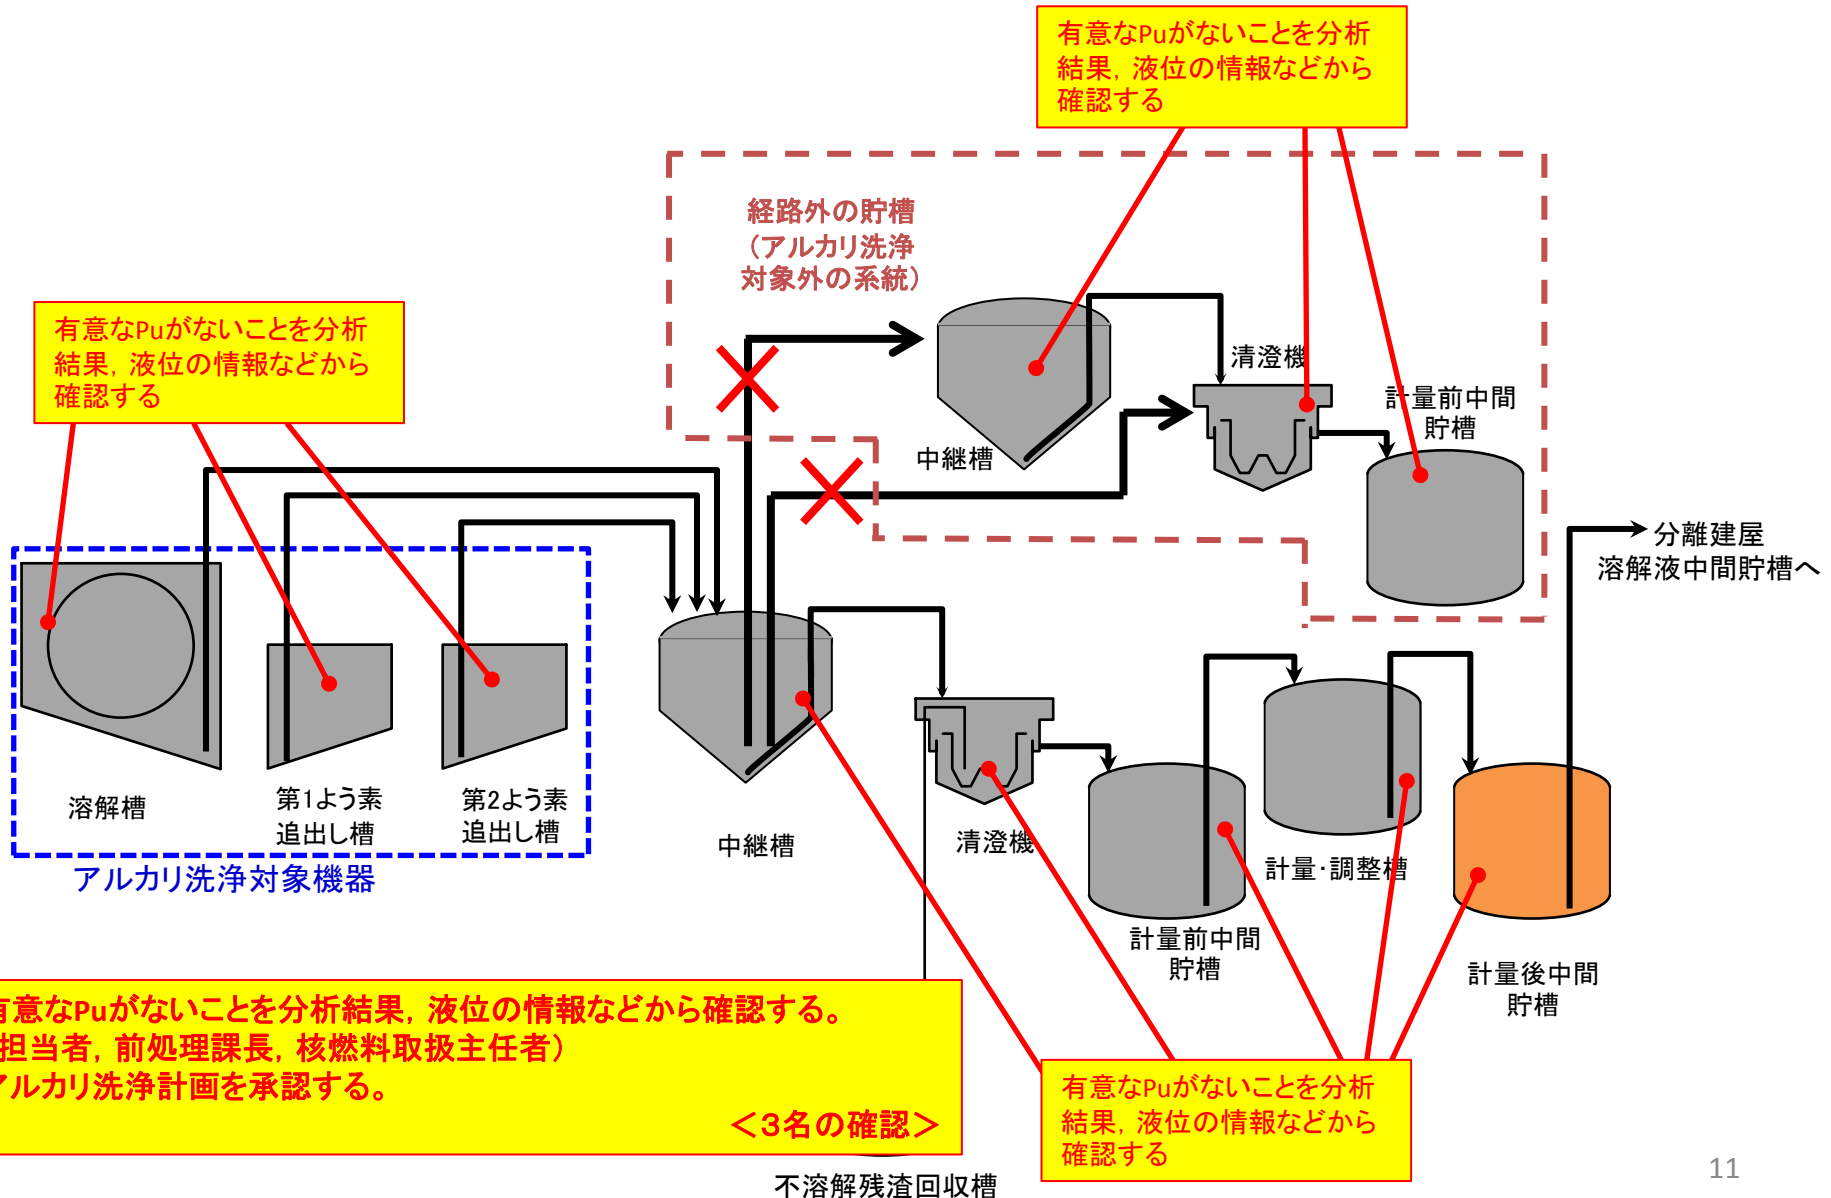 有意なPuがないことを分析
結果，液位の情報などから
確認する
経路外の貯槽
（アルカリ洗浄
対象外の系統）
有意なPuがないことを分析
結果，液位の情報などから
確認する
清澄機
計量前中間
貯槽
中継槽
分離建屋
溶解液中間貯槽へ
溶解槽
第1よう素
追出し槽
第2よう素
追出し槽
中継槽
清澄機
計量・調整槽
アルカリ洗浄対象機器
計量前中間
貯槽
計量後中間
貯槽
有意なPuがないことを分析結果，液位の情報などから確認する。
担当者，前処理課長，核燃料取扱主任者）
アルカリ洗浄計画を承認する。
＜3名の確認＞
有意なPuがないことを分析
結果，液位の情報などから
確認する
不溶解残渣回収槽
11